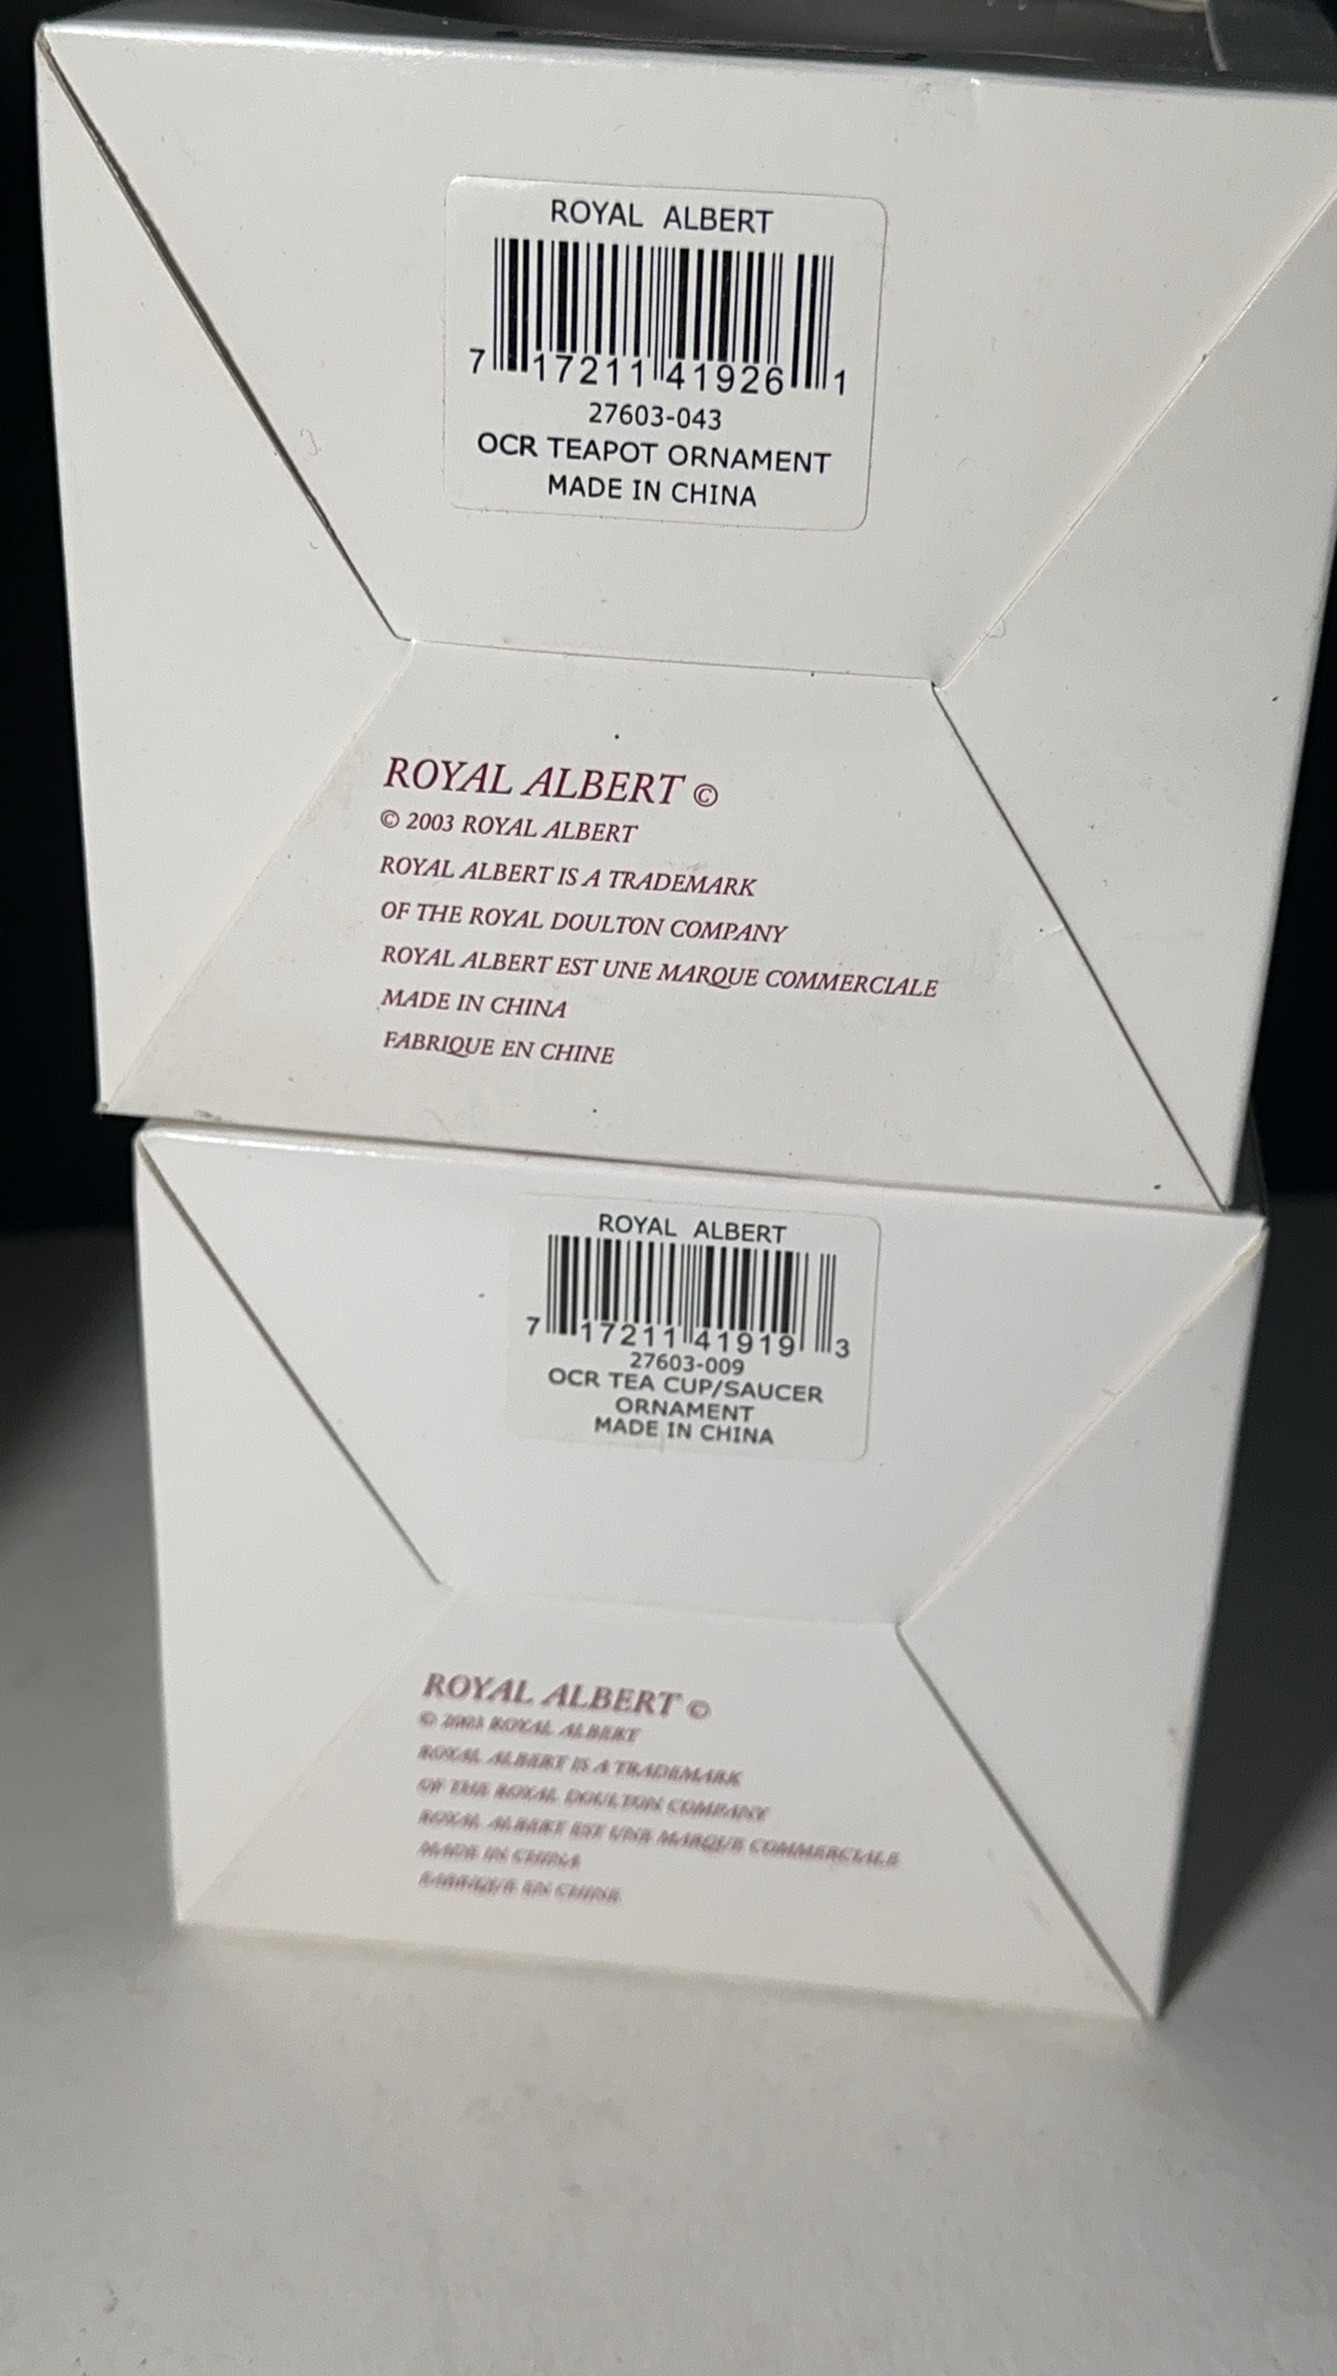 ROYAL ALBERT
7 17211 41926 1
27603-043
OCR TEAPOT ORNAMENT
MADE IN CHINA
ROYAL ALBERT ©
© 2003 ROYAL ALBERT
ROYAL ALBERT IS A TRADEMARK
OF THE ROYAL DOULTON COMPANY
ROYAL ALBERT EST UNE MARQUE COMMERCIALE
MADE IN CHINA
FABRIQUE EN CHINE
ROYAL ALBERT
7 17211 41919 3
27603-009
OCR TEA CUP/SAUCER
ORNAMENT
MADE IN CHINA
ROYAL ALBERT ©
© 2003 ROYAL ALBERT
ROYAL ALBERT IS A TRADEMARK
OF THE ROYAL DOULTON COMPANY
ROYAL ALBERT EST UNE MARQUE COMMERCIALE
MADE IN CHINA
FABRIQUE EN CHINE